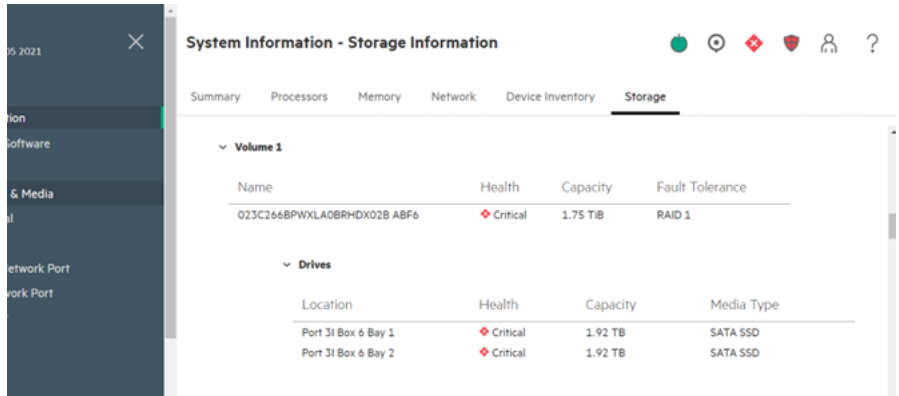 05 2021
System Information - Storage Information
?
Summary Processors Memory Network Device Inventory Storage
tion
Software
& Media
al
etwork Port
work Port
Volume 1
Name Health Capacity Fault Tolerance
023C266BPWXLA0BRHDX02B ABF6 Critical 1.75 TiB RAID 1
Drives
Location Health Capacity Media Type
Port 3I Box 6 Bay 1 Critical 1.92 TB SATA SSD
Port 3I Box 6 Bay 2 Critical 1.92 TB SATA SSD